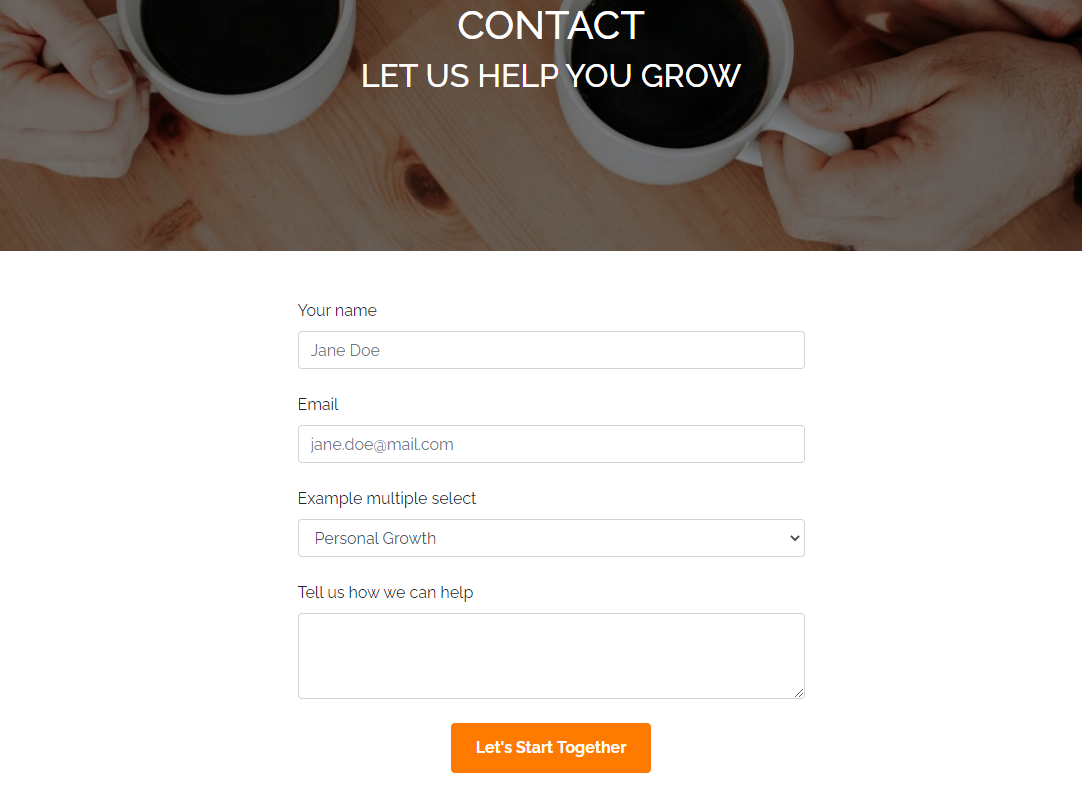 CONTACT
LET US HELP YOU GROW
Your name
Jane Doe
Email
jane.doe@mail.com
Example multiple select
Personal Growth
Tell us how we can help
Let's Start Together